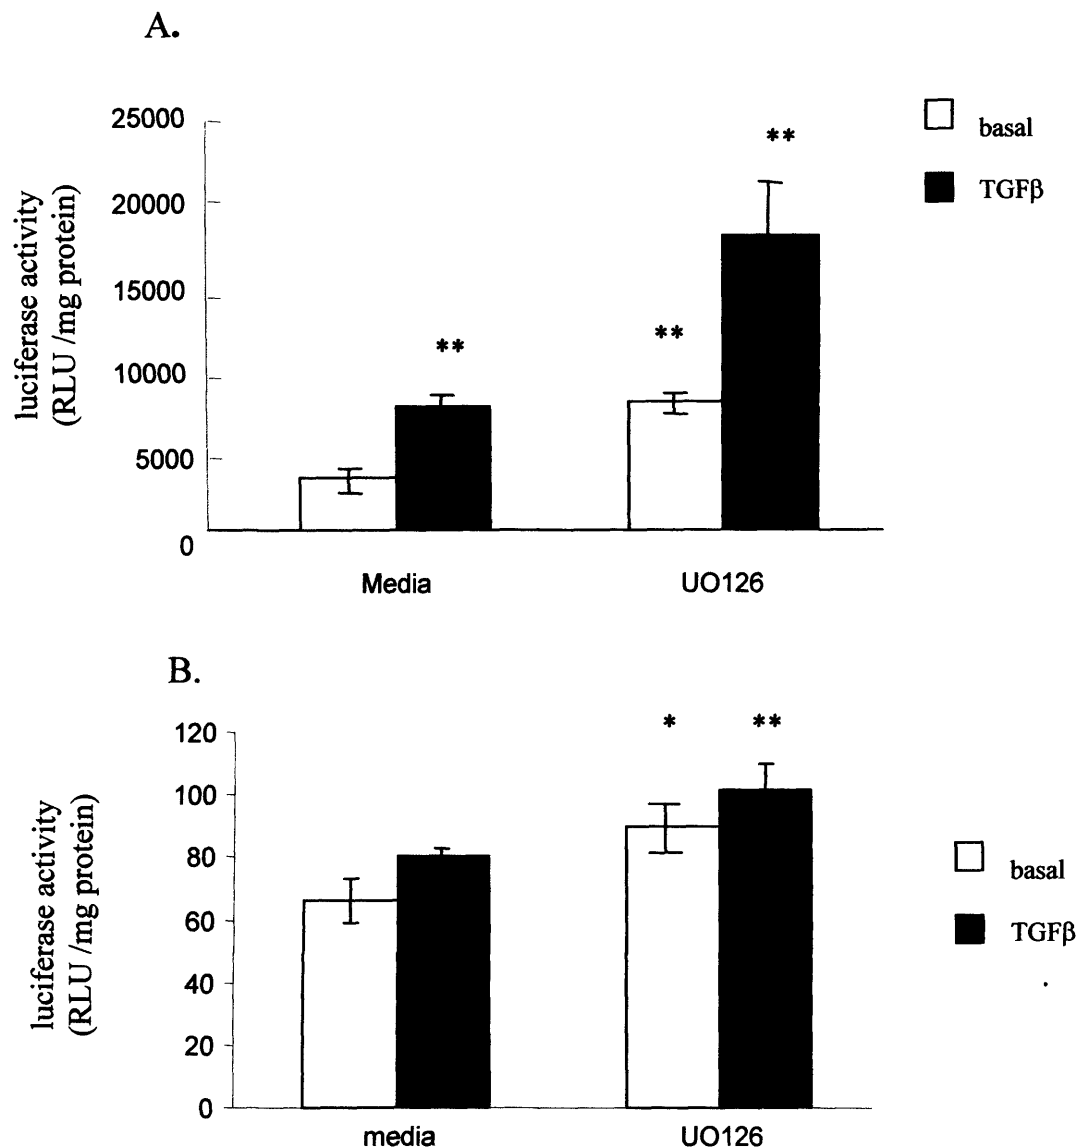 A.
25000
20000
15000
10000
5000
0
luciferase activity
(RLU /mg protein)
**
**
**
basal
TGFβ
Media
UO126
B.
120
100
80
60
40
20
0
luciferase activity
(RLU /mg protein)
*
**
basal
TGFβ
media
UO126